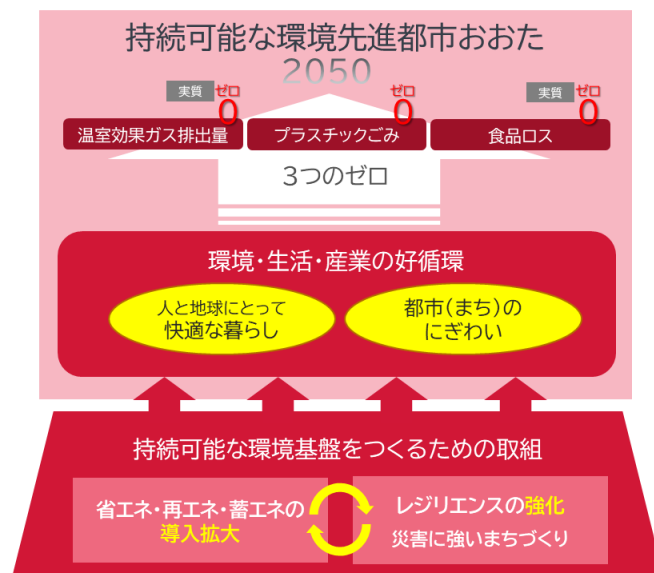 持続可能な環境先進都市おおた
2050
実質 ゼロ 0
温室効果ガス排出量
ゼロ 0
プラスチックごみ
実質 ゼロ 0
食品ロス
3つのゼロ
環境・生活・産業の好循環
人と地球にとって
快適な暮らし
都市(まち)の
にぎわい
持続可能な環境基盤をつくるための取組
省エネ・再エネ・蓄エネの
導入拡大
レジリエンスの強化
災害に強いまちづくり